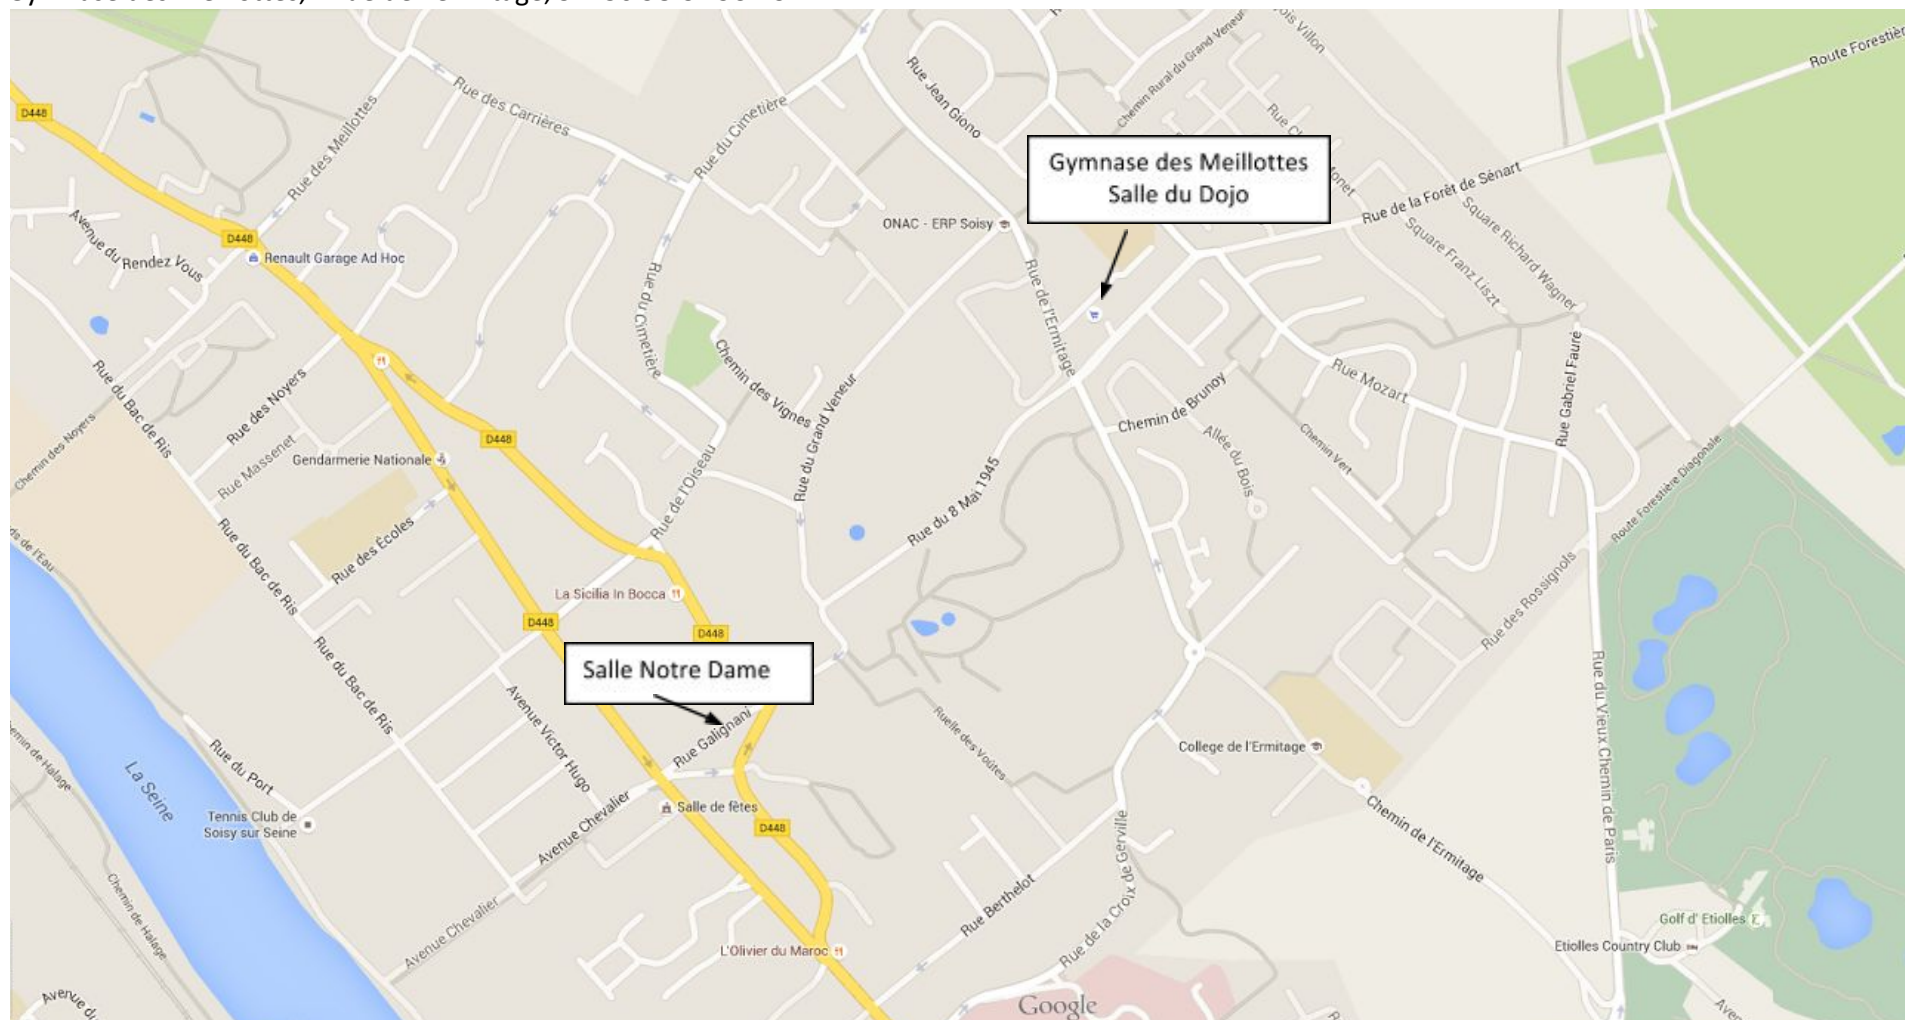 D448
Rue des Meillottes
Rue des Carrières
Rue du Cimetière
Rue Jean Giono
Chemin Rural du Grand Veneur
Villon
Route Forestière
Gymnase des Meillottes
Salle du Dojo
Rue de la Forêt de Sénart
Square Richard Wagner
Square Franz Liszt
ONAC - ERP Soisy
Avenue du Rendez Vous
D448
Renault Garage Ad Hoc
Rue du Cimetière
Rue de l'Ermitage
Chemin des Vignes
Rue du Grand Veneur
Rue Mozart
Rue Gabriel Fauré
Chemin de Brunoy
Allée du Bois
Chemin Vert
Route Forestière Diagonale
Rue du Bac de Ris
Rue des Noyers
Chemin des Noyers
Rue Massenet
D448
Gendarmerie Nationale
Rue de l'Oiseau
Rue du 8 Mai 1945
Rue des Écoles
Rue du Bac de Ris
de l'Eau
La Sicilia In Bocca
D448
D448
Rue des Rossignols
Rue du Bac de Ris
Salle Notre Dame
Rue Galignani
Avenue Victor Hugo
Ruelle des Voûtes
College de l'Ermitage
Rue du Vieux Chemin de Paris
Rue du Port
La Seine
Chemin de Halage
Tennis Club de
Soisy sur Seine
Salle de fêtes
D448
Avenue Chevalier
Chemin de l'Ermitage
Chemin de Halage
Avenue Chevalier
Rue Berthelot
Rue de la Croix de Gerville
L'Olivier du Maroc
Golf d' Etiolles
Etiolles Country Club
Google